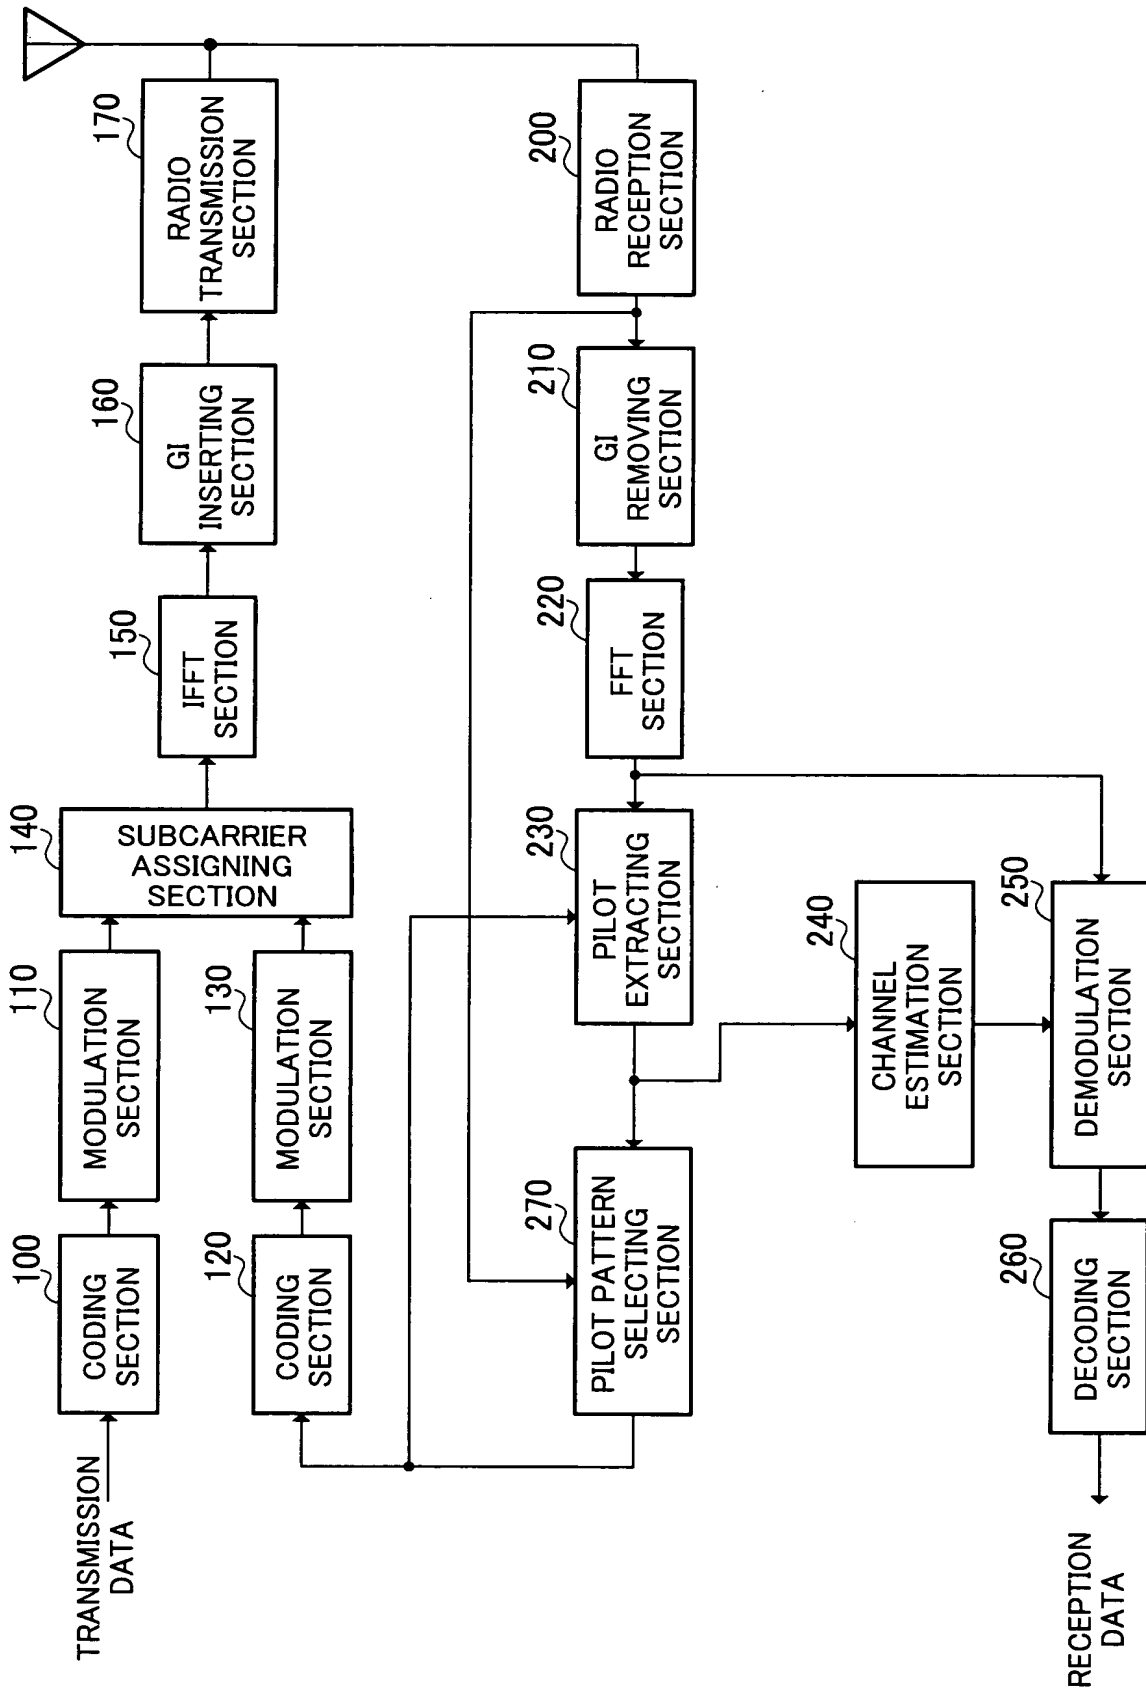 TRANSMISSION
DATA
100
CODING
SECTION
110
MODULATION
SECTION
120
CODING
SECTION
130
MODULATION
SECTION
140
SUBCARRIER
ASSIGNING
SECTION
150
IFFT
SECTION
160
GI
INSERTING
SECTION
170
RADIO
TRANSMISSION
SECTION
200
RADIO
RECEPTION
SECTION
210
GI
REMOVING
SECTION
220
FFT
SECTION
230
PILOT
EXTRACTING
SECTION
270
PILOT PATTERN
SELECTING
SECTION
240
CHANNEL
ESTIMATION
SECTION
250
DEMODULATION
SECTION
260
DECODING
SECTION
RECEPTION
DATA